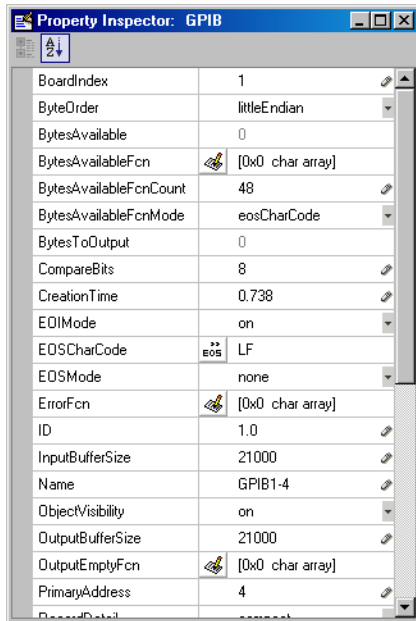 Property Inspector: GPIB
A
Z
BoardIndex 1
ByteOrder littleEndian
BytesAvailable 0
BytesAvailableFcn [0x0 char array]
BytesAvailableFcnCount 48
BytesAvailableFcnMode eosCharCode
BytesToOutput 0
CompareBits 8
CreationTime 0.738
EOIMode on
EOSCharCode EOS LF
EOSMode none
ErrorFcn [0x0 char array]
ID 1.0
InputBufferSize 21000
Name GPIB1-4
ObjectVisibility on
OutputBufferSize 21000
OutputEmptyFcn [0x0 char array]
PrimaryAddress 4
RecordDetail compact